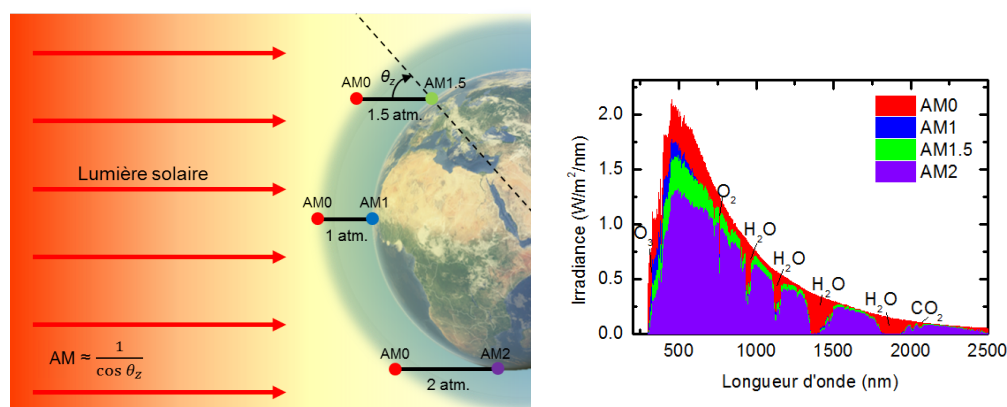 AM0
θz
AM1.5
1.5 atm.
Lumière solaire
AM0
AM1
1 atm.
AM ≈ 1/cos θz
AM0
AM2
2 atm.
Irradiance (W/m²/nm)
2.0
1.5
1.0
0.5
0.0
AM0
AM1
AM1.5
AM2
O3
O2
H2O
H2O
H2O
H2O
CO2
500 1000 1500 2000 2500
Longueur d'onde (nm)